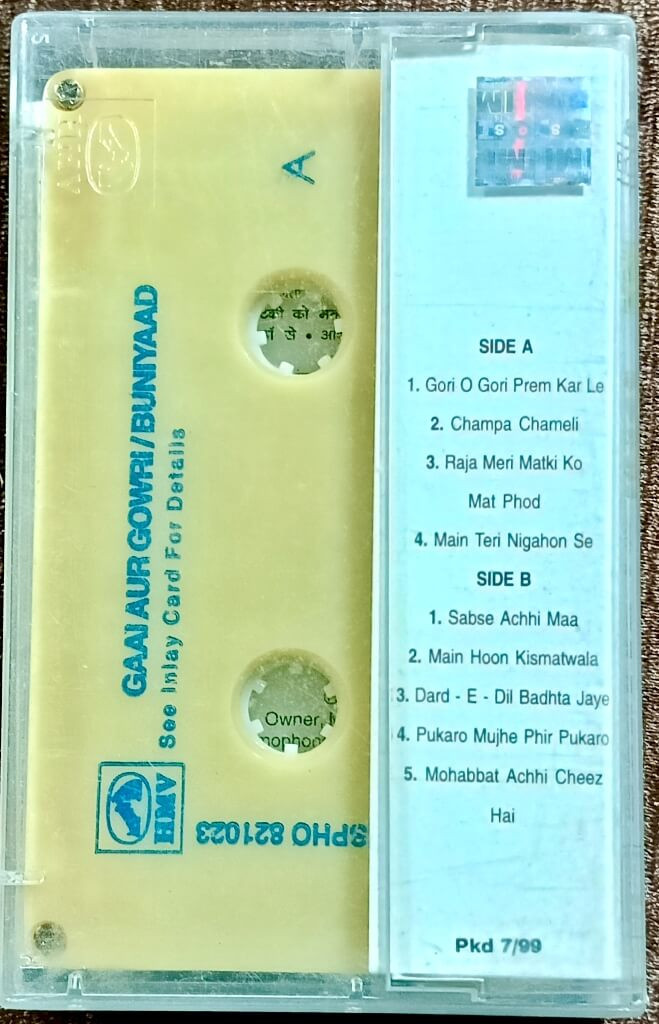 A
GAAI AUR GOWRI / BUNIYAAD
See Inlay Card For Details
HMV
SPHO 821023
को
से •
Owner,
SIDE A
1. Gori O Gori Prem Kar Le
2. Champa Chameli
3. Raja Meri Matki Ko
Mat Phod
4. Main Teri Nigahon Se
SIDE B
1. Sabse Achhi Maa
2. Main Hoon Kismatwala
3. Dard - E - Dil Badhta Jaye
4. Pukaro Mujhe Phir Pukaro
5. Mohabbat Achhi Cheez
Hai
Pkd 7/99